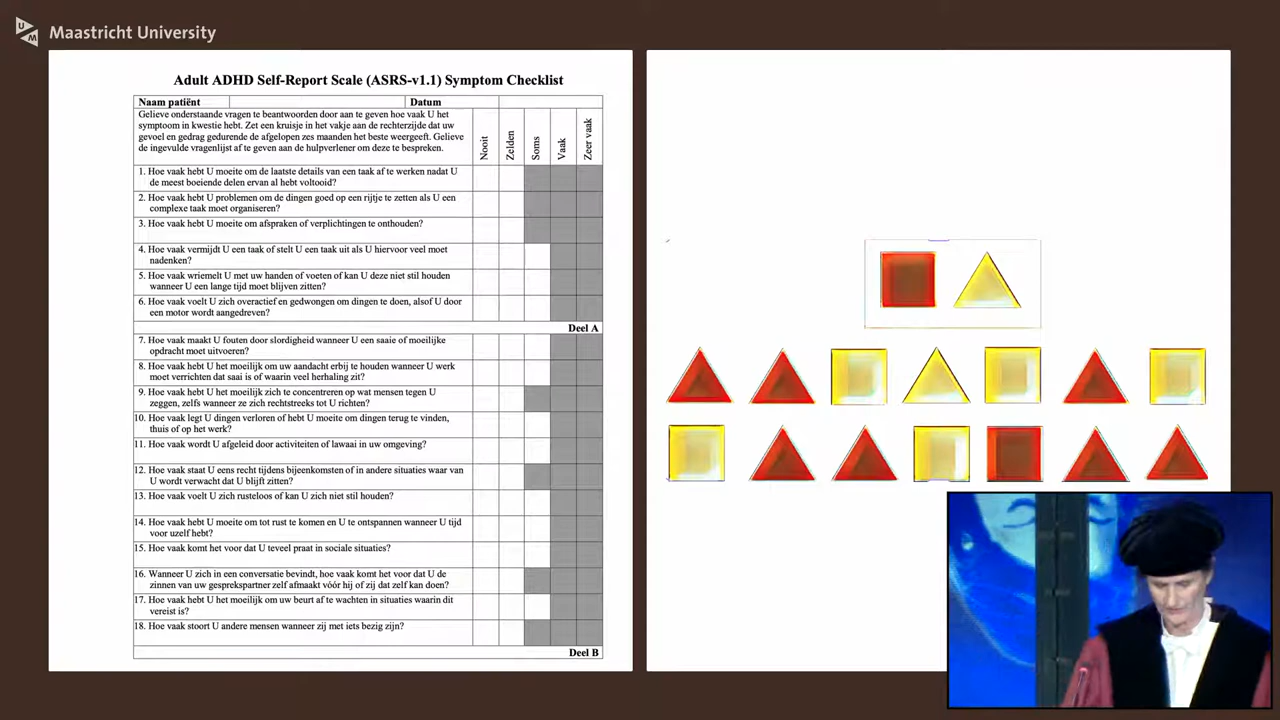 Maastricht University
Adult ADHD Self-Report Scale (ASRS-v1.1) Symptom Checklist
Naam patiënt Datum
Gelieve onderstaande vragen te beantwoorden door aan te geven hoe vaak U het
symptoom in kwestie hebt. Zet een kruisje in het vakje aan de rechterzijde dat uw
gevoel en gedrag gedurende de afgelopen zes maanden het beste weergeeft. Gelieve
de ingevulde vragenlijst af te geven aan de hulpverlener om deze te bespreken.
Nooit
Zelden
Soms
Vaak
Zeer vaak
1. Hoe vaak hebt U moeite om de laatste details van een taak af te werken nadat U
de meest boeiende delen ervan al hebt voltooid?
2. Hoe vaak hebt U problemen om de dingen goed op een rijtje te zetten als U een
complexe taak moet organiseren?
3. Hoe vaak hebt U moeite om afspraken of verplichtingen te onthouden?
4. Hoe vaak vermijdt U een taak of stelt U een taak uit als U hiervoor veel moet
nadenken?
5. Hoe vaak wriemelt U met uw handen of voeten of kan U deze niet stil houden
wanneer U een lange tijd moet blijven zitten?
6. Hoe vaak voelt U zich overactief en gedwongen om dingen te doen, alsof U door
een motor wordt aangedreven?
Deel A
7. Hoe vaak maakt U fouten door slordigheid wanneer U een saaie of moeilijke
opdracht moet uitvoeren?
8. Hoe vaak hebt U het moeilijk om uw aandacht erbij te houden wanneer U werk
moet verrichten dat saai is of waarin veel herhaling zit?
9. Hoe vaak hebt U het moeilijk zich te concentreren op wat mensen tegen U
zeggen, zelfs wanneer ze zich rechtstreeks tot U richten?
10. Hoe vaak legt U dingen verloren of hebt U moeite om dingen terug te vinden,
thuis of op het werk?
11. Hoe vaak wordt U afgeleid door activiteiten of lawaai in uw omgeving?
12. Hoe vaak staat U eens recht tijdens bijeenkomsten of in andere situaties waar van
U wordt verwacht dat U blijft zitten?
13. Hoe vaak voelt U zich rusteloos of kan U zich niet stil houden?
14. Hoe vaak hebt U moeite om tot rust te komen en U te ontspannen wanneer U tijd
voor uzelf hebt?
15. Hoe vaak komt het voor dat U teveel praat in sociale situaties?
16. Wanneer U zich in een conversatie bevindt, hoe vaak komt het voor dat U de
zinnen van uw gesprekspartner zelf afmaakt vóór hij of zij dat zelf kan doen?
17. Hoe vaak hebt U het moeilijk om uw beurt af te wachten in situaties waarin dit
vereist is?
18. Hoe vaak stoort U andere mensen wanneer zij met iets bezig zijn?
Deel B